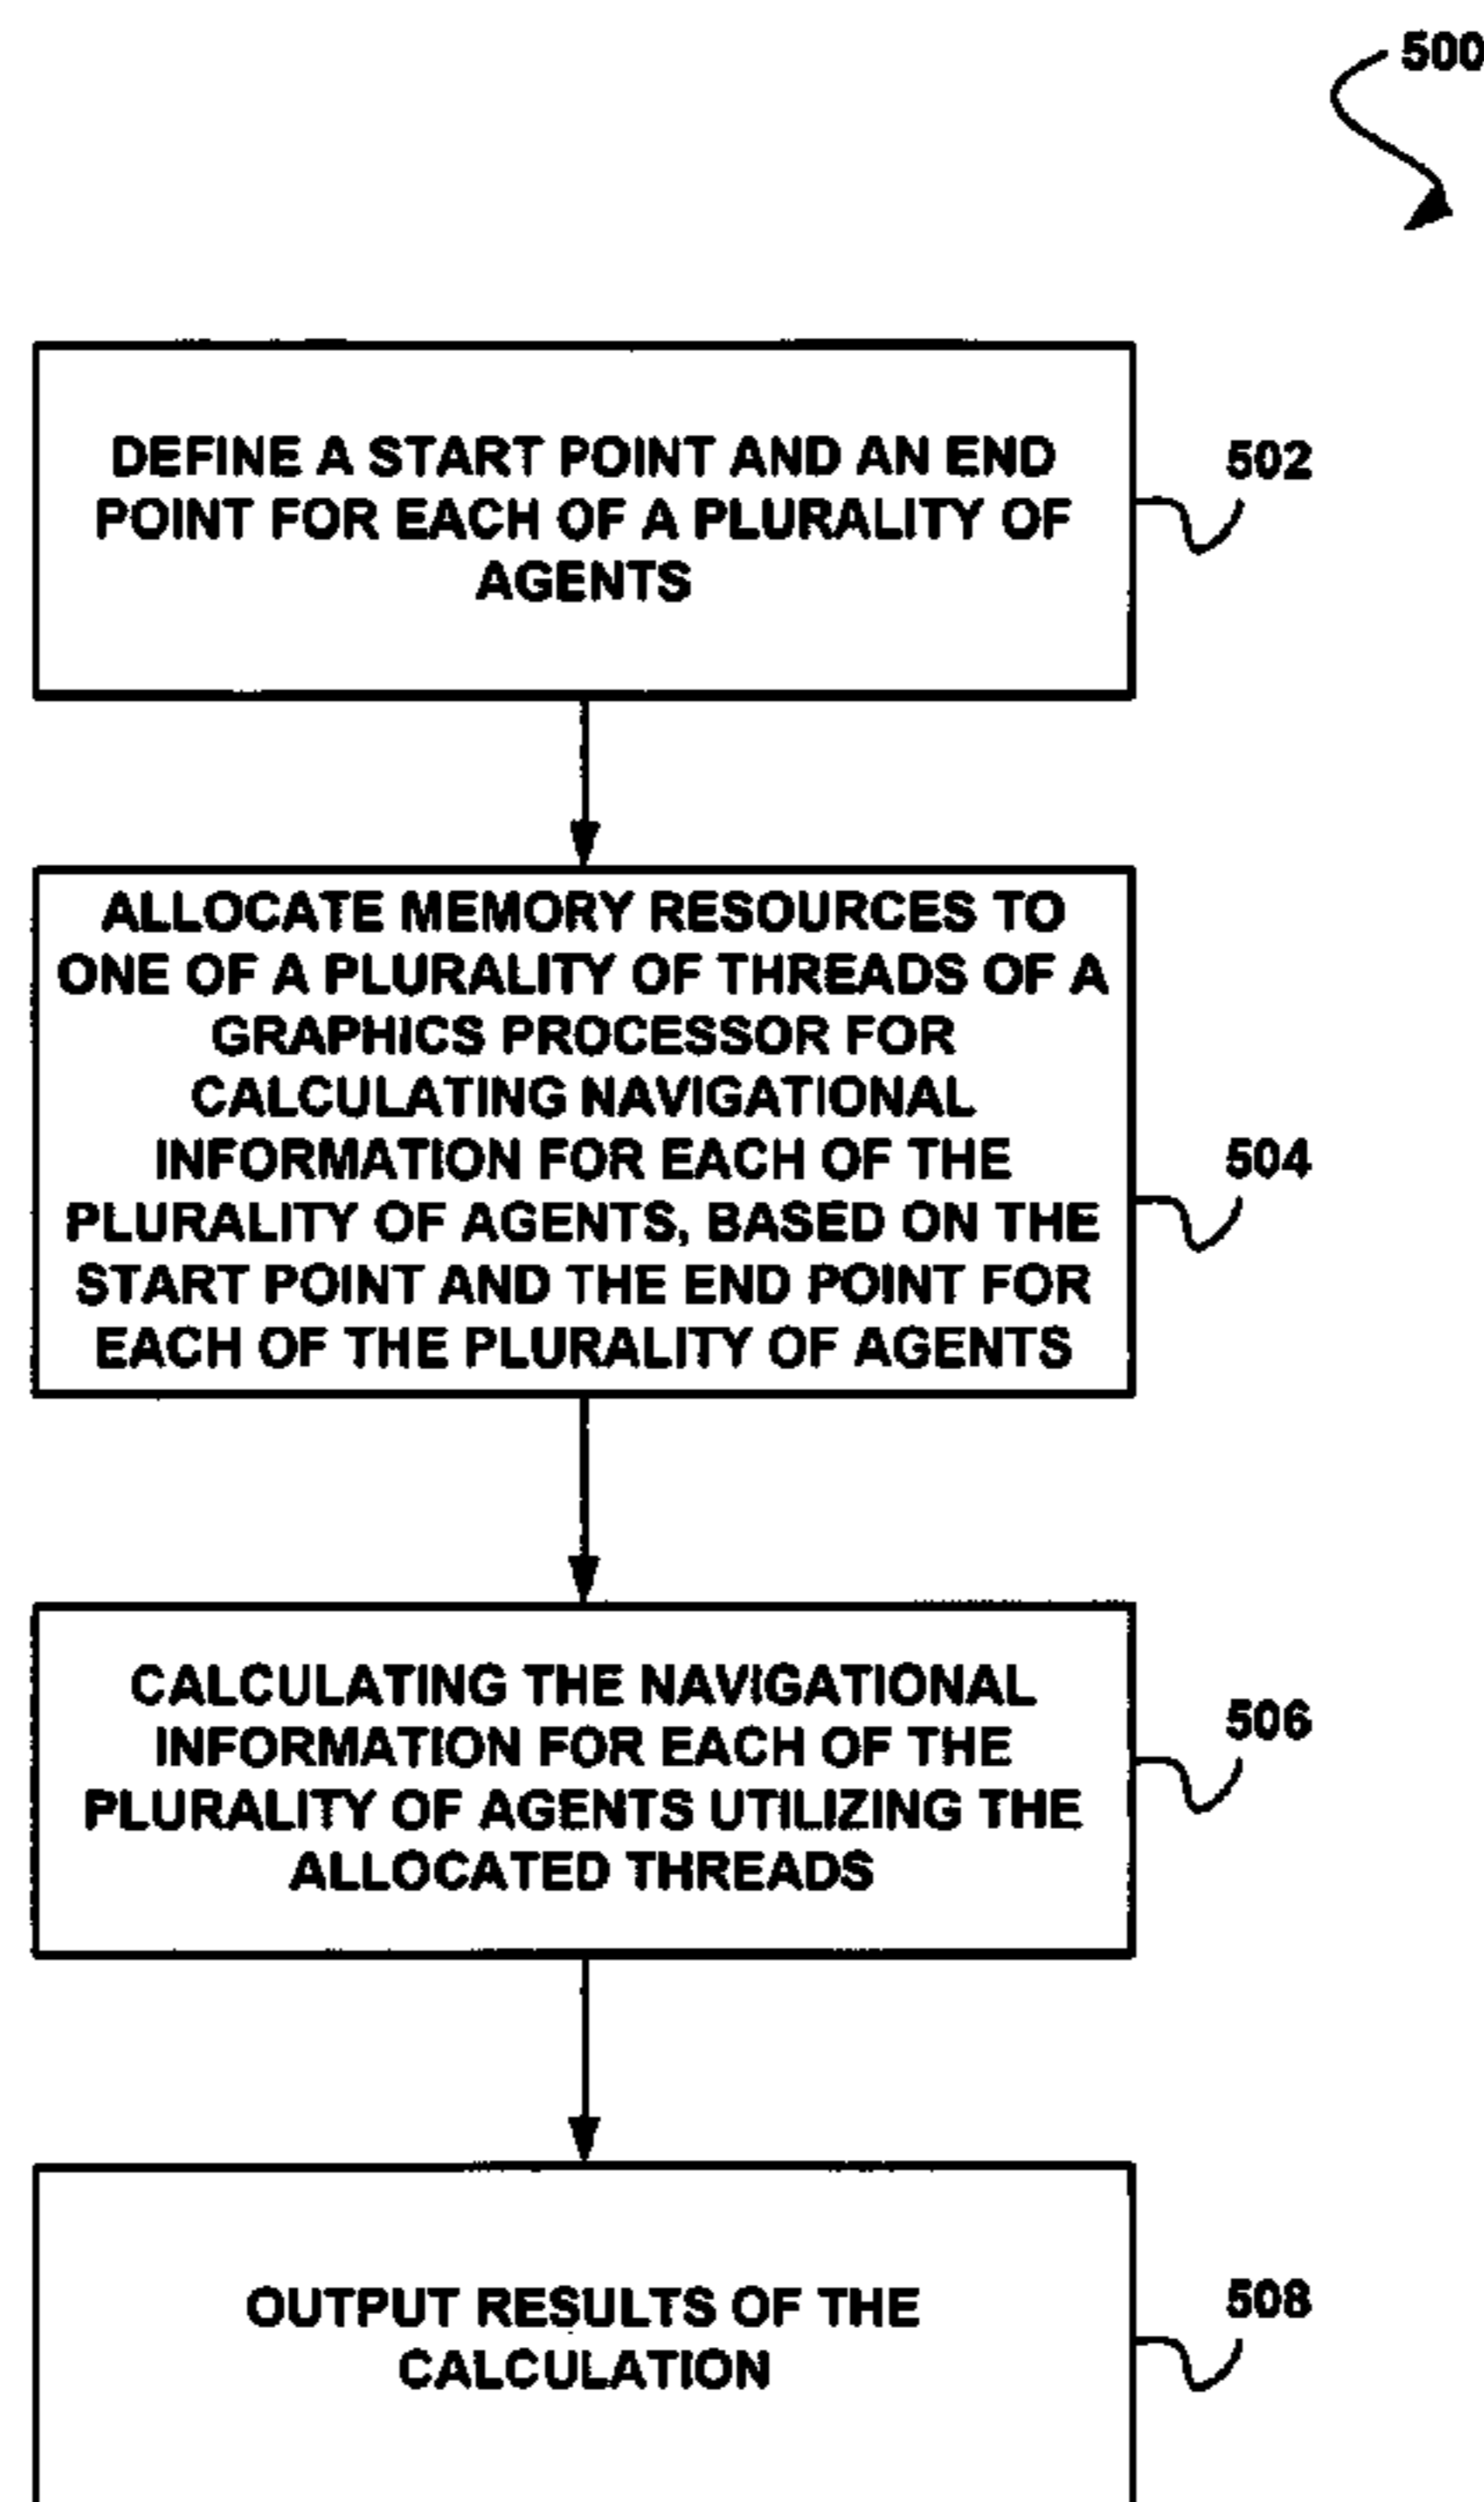 500
DEFINE A START POINT AND AN END
POINT FOR EACH OF A PLURALITY OF
AGENTS
502
ALLOCATE MEMORY RESOURCES TO
ONE OF A PLURALITY OF THREADS OF A
GRAPHICS PROCESSOR FOR
CALCULATING NAVIGATIONAL
INFORMATION FOR EACH OF THE
PLURALITY OF AGENTS, BASED ON THE
START POINT AND THE END POINT FOR
EACH OF THE PLURALITY OF AGENTS
504
CALCULATING THE NAVIGATIONAL
INFORMATION FOR EACH OF THE
PLURALITY OF AGENTS UTILIZING THE
ALLOCATED THREADS
506
OUTPUT RESULTS OF THE
CALCULATION
508